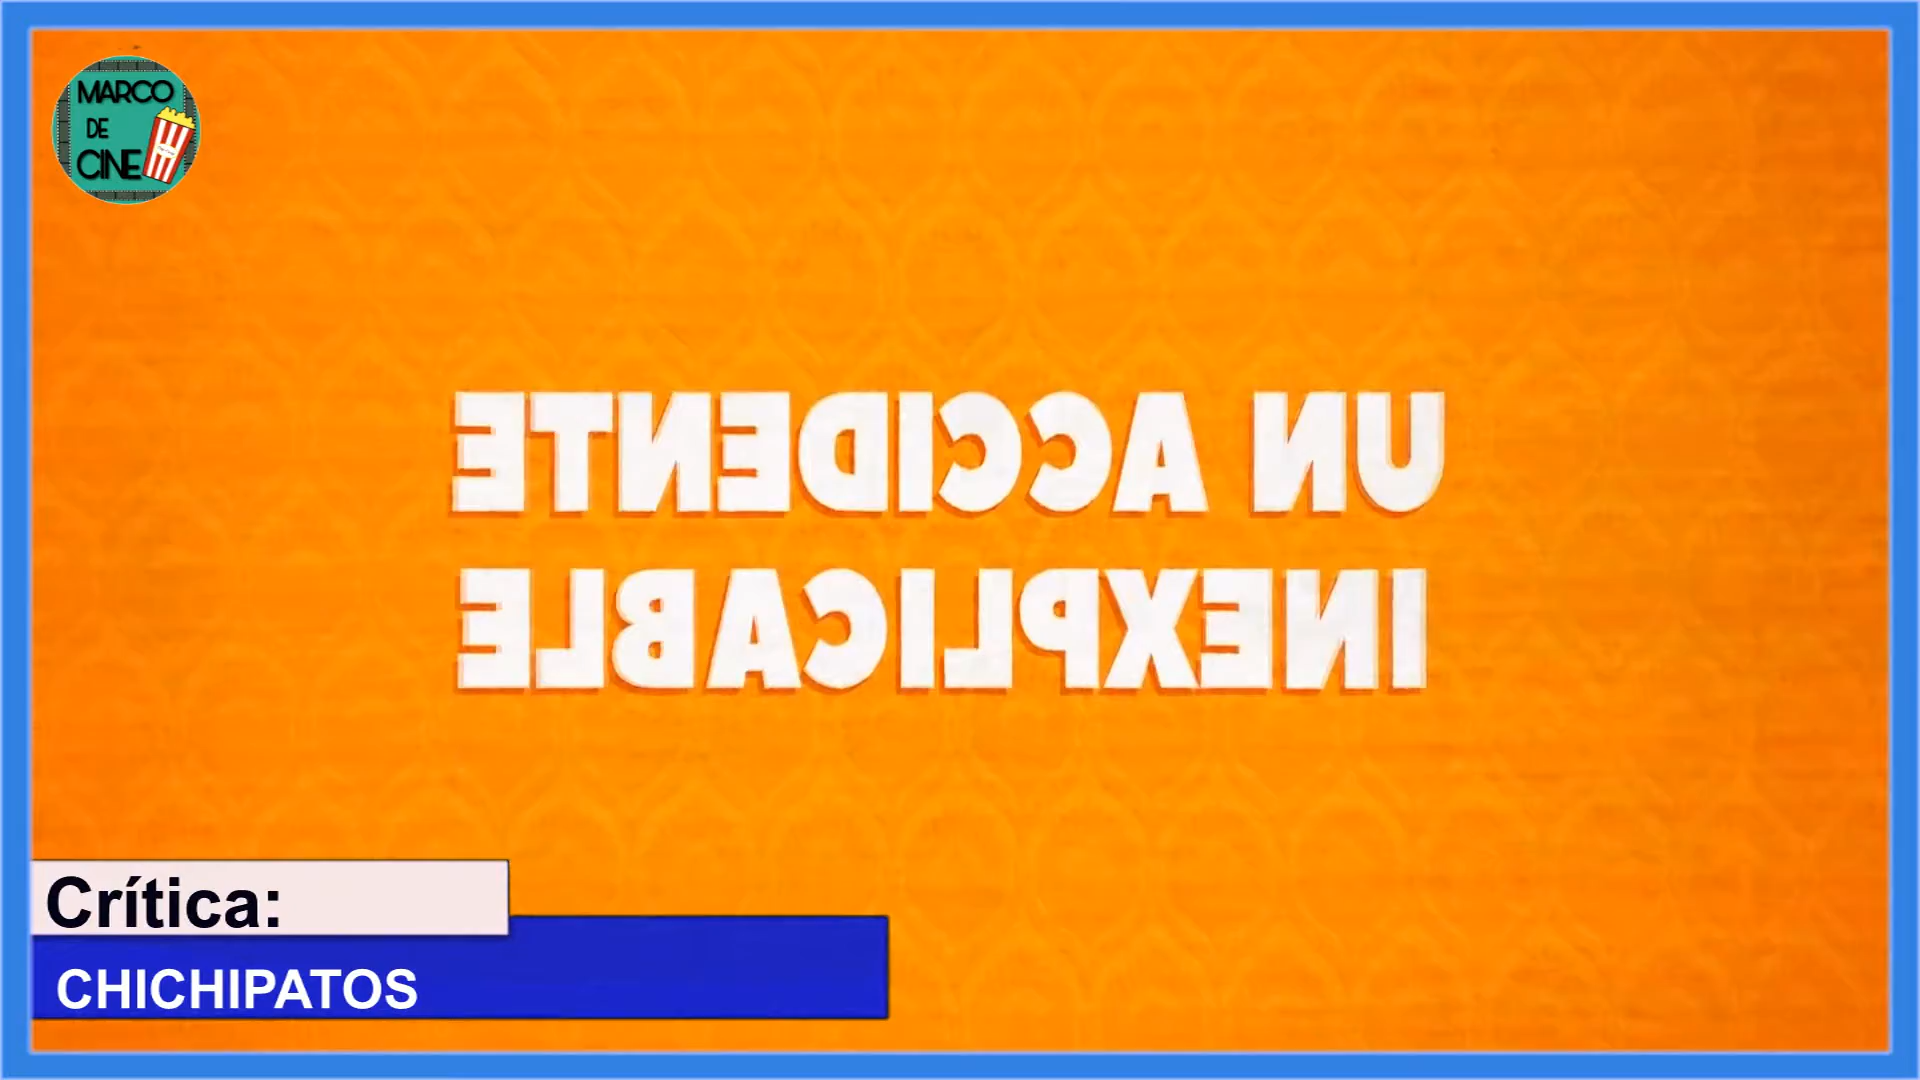 MARCO
DE
CINE
UN ACCIDENTE
INEXPLICABLE
Crítica:
CHICHIPATOS